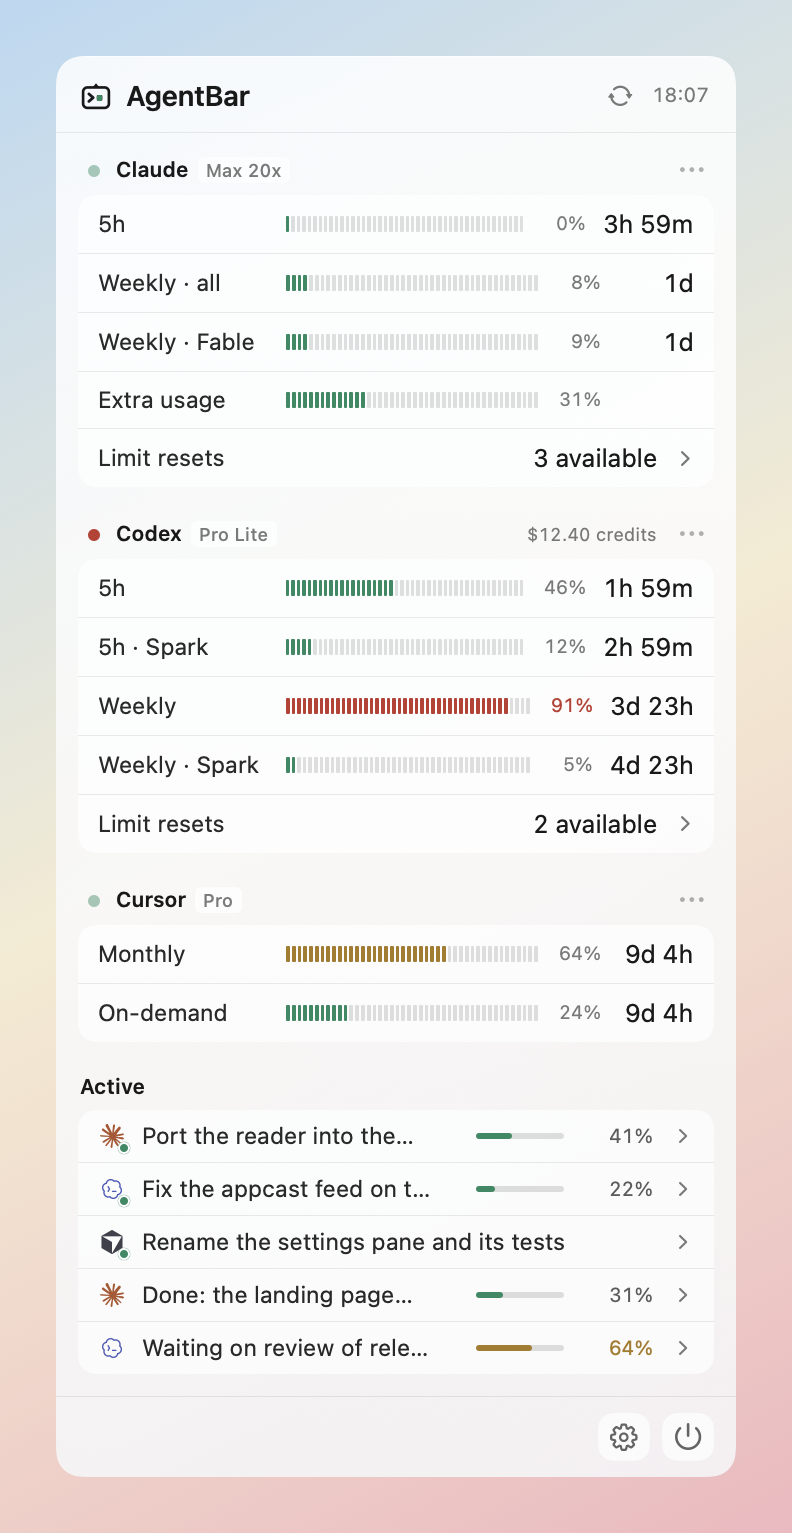 AgentBar 18:07
Claude Max 20x
5h 0% 3h 59m
Weekly · all 8% 1d
Weekly · Fable 9% 1d
Extra usage 31%
Limit resets 3 available
Codex Pro Lite $12.40 credits
5h 46% 1h 59m
5h · Spark 12% 2h 59m
Weekly 91% 3d 23h
Weekly · Spark 5% 4d 23h
Limit resets 2 available
Cursor Pro
Monthly 64% 9d 4h
On-demand 24% 9d 4h
Active
Port the reader into the... 41%
Fix the appcast feed on t... 22%
Rename the settings pane and its tests
Done: the landing page... 31%
Waiting on review of rele... 64%